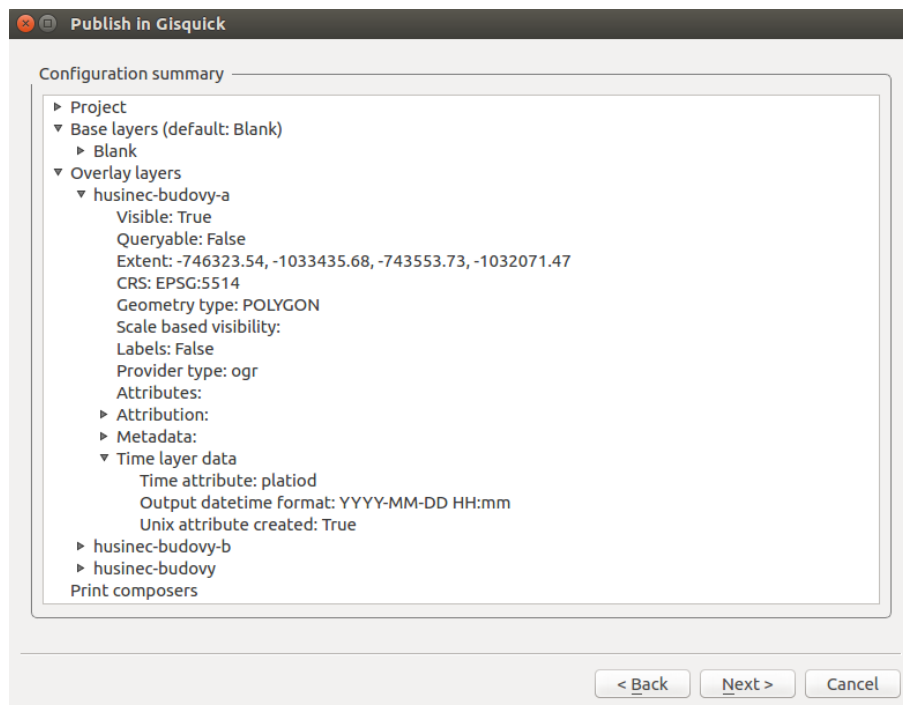 Publish in Gisquick
Configuration summary
Project
Base layers (default: Blank)
Blank
Overlay layers
husinec-budovy-a
Visible: True
Queryable: False
Extent: -746323.54, -1033435.68, -743553.73, -1032071.47
CRS: EPSG:5514
Geometry type: POLYGON
Scale based visibility:
Labels: False
Provider type: ogr
Attributes:
Attribution:
Metadata:
Time layer data
Time attribute: platiod
Output datetime format: YYYY-MM-DD HH:mm
Unix attribute created: True
husinec-budovy-b
husinec-budovy
Print composers
< Back Next > Cancel